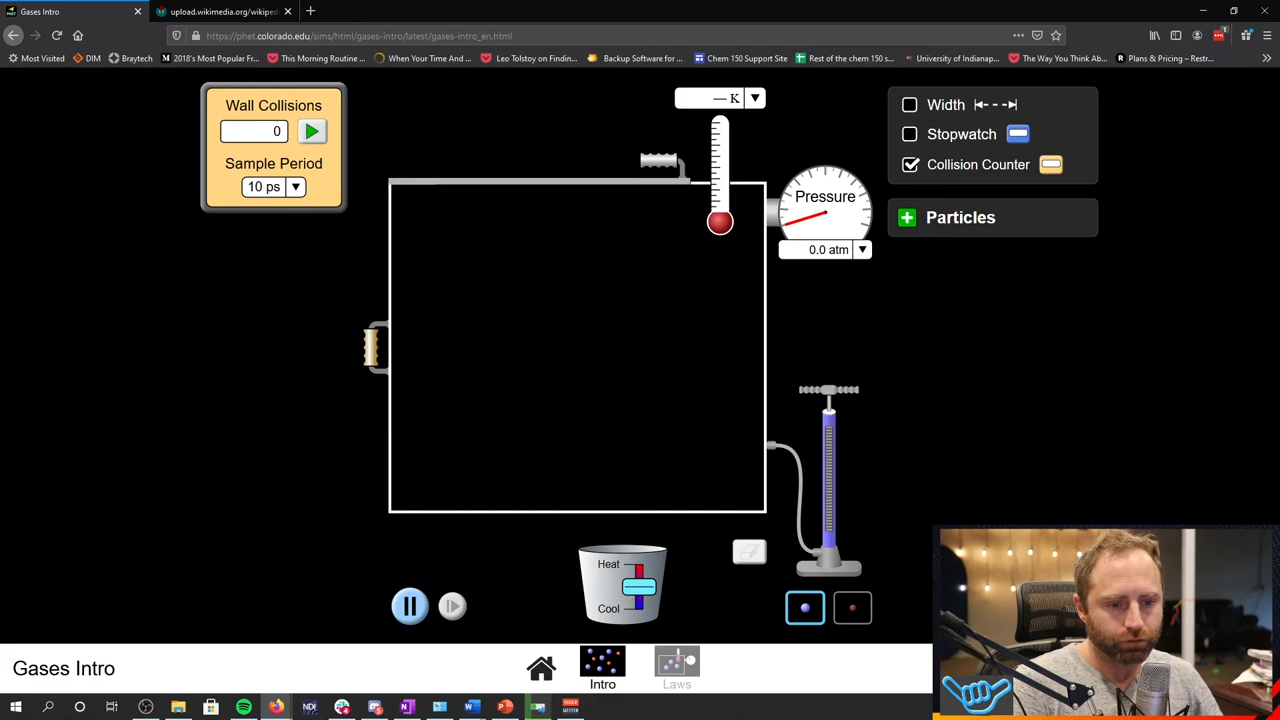 Gases Intro
upload.wikimedia.org/wikiped
https://phet.colorado.edu/sims/html/gases-intro/latest/gases-intro_en.html
Most Visited DIM Braytech 2018's Most Popular Fr... This Morning Routine ... When Your Time And ... Leo Tolstoy on Findin... Backup Software for ... Chem 150 Support Site Rest of the chem 150 s... University of Indianap... The Way You Think Ab... Plans & Pricing – Restr...
Wall Collisions
0
Sample Period
10 ps
— K
Width
Stopwatch
Collision Counter
Particles
Pressure
0.0 atm
Heat
Cool
Gases Intro
Intro
Laws